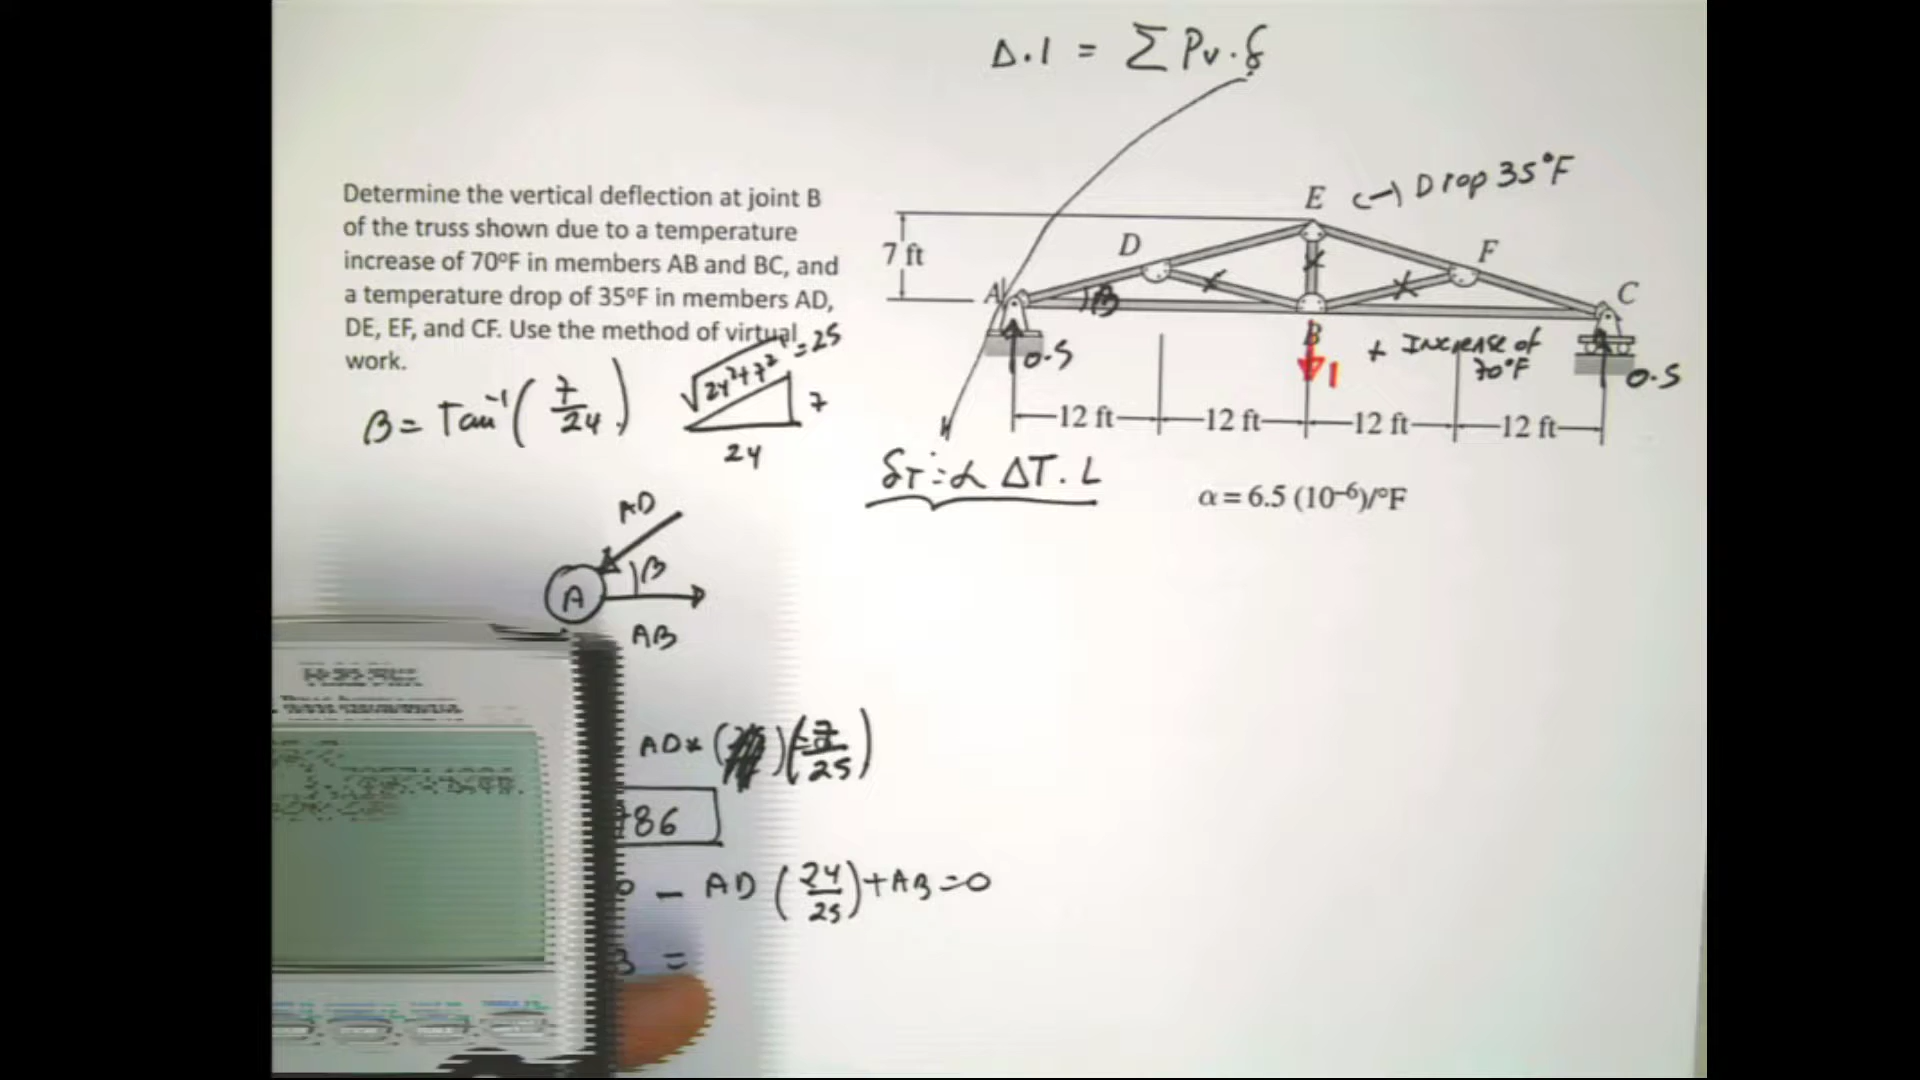 Δ.1 = Σ Pv.δ
Determine the vertical deflection at joint B
of the truss shown due to a temperature
increase of 70°F in members AB and BC, and
a temperature drop of 35°F in members AD,
DE, EF, and CF. Use the method of virtual
work.
E (-) Drop 35°F
7 ft
D
F
A
β
C
B
+ Increase of
70°F
0.5
1
0.5
12 ft
12 ft
12 ft
12 ft
β = Tan⁻¹(7/24)
√24²+7² = 25
7
24
δT = α ΔT. L
α = 6.5 (10⁻⁶)/°F
AD
β
A
AB
AD* (7/25)
86
- AD (24/25) + AB = 0
=